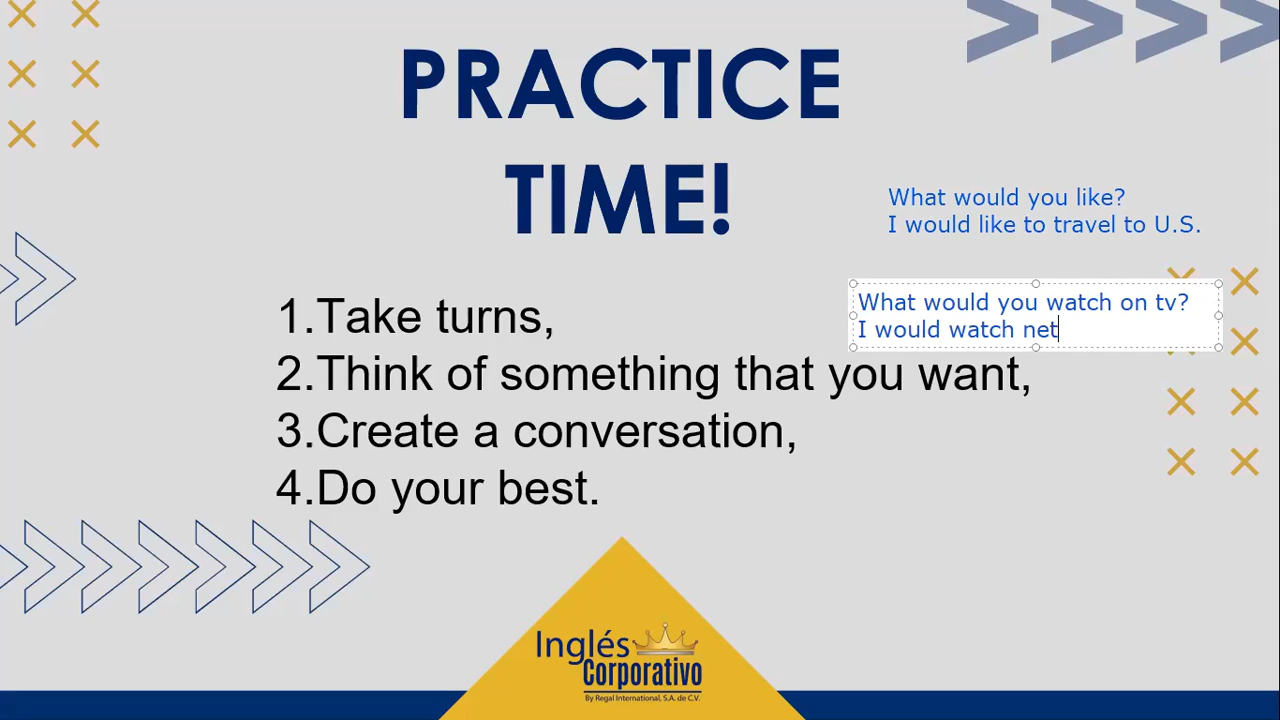 PRACTICE
TIME!
What would you like?
I would like to travel to U.S.
What would you watch on tv?
I would watch net
1.Take turns,
2.Think of something that you want,
3.Create a conversation,
4.Do your best.
Inglés
Corporativo
By Regal International, S.A. de C.V.